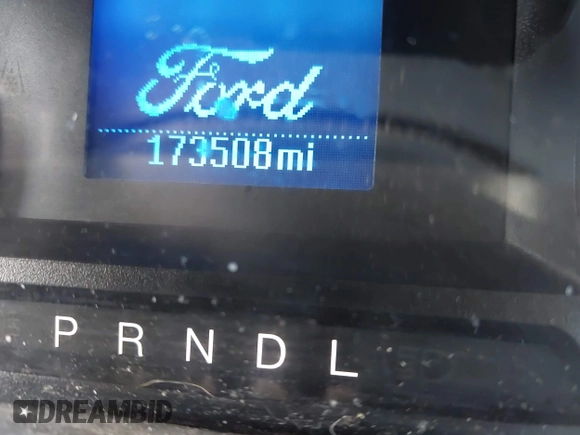 Ford
173508mi
P R N D L
DREAMBID